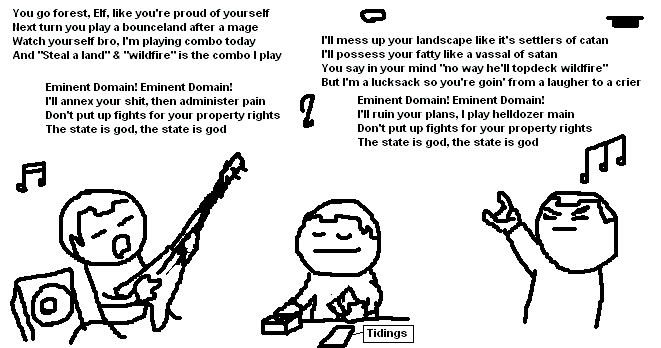 You go forest, Elf, like you're proud of yourself
Next turn you play a bounceland after a mage
Watch yourself bro, I'm playing combo today
And "Steal a land" & "wildfire" is the combo I play
Eminent Domain! Eminent Domain!
I'll annex your shit, then administer pain
Don't put up fights for your property rights
The state is god, the state is god
I'll mess up your landscape like it's settlers of catan
I'll possess your fatty like a vassal of satan
You say in your mind "no way he'll topdeck wildfire"
But I'm a lucksack so you're goin' from a laugher to a crier
Eminent Domain! Eminent Domain!
I'll ruin your plans, I play helldozer main
Don't put up fights for your property rights
The state is god, the state is god
Tidings